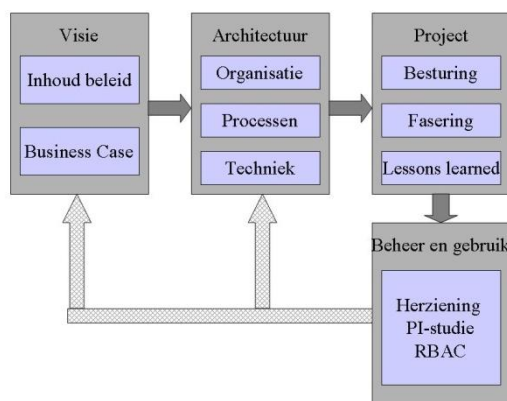 Visie
Inhoud beleid
Business Case
Architectuur
Organisatie
Processen
Techniek
Project
Besturing
Fasering
Lessons learned
Beheer en gebruik
Herziening
PI-studie
RBAC